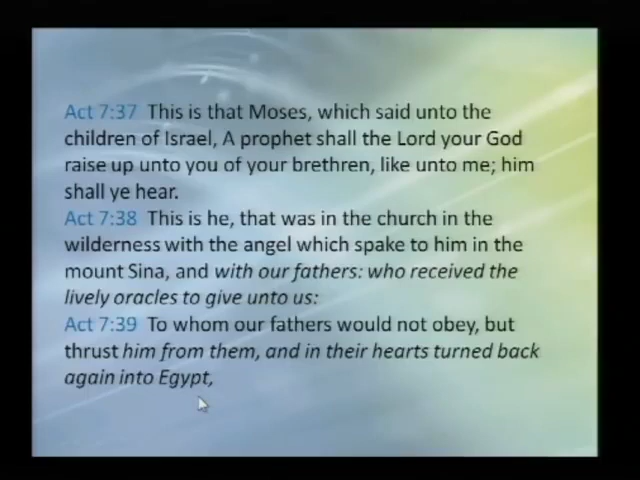 Act 7:37 This is that Moses, which said unto the
children of Israel, A prophet shall the Lord your God
raise up unto you of your brethren, like unto me; him
shall ye hear.
Act 7:38 This is he, that was in the church in the
wilderness with the angel which spake to him in the
mount Sina, and with our fathers: who received the
lively oracles to give unto us:
Act 7:39 To whom our fathers would not obey, but
thrust him from them, and in their hearts turned back
again into Egypt,